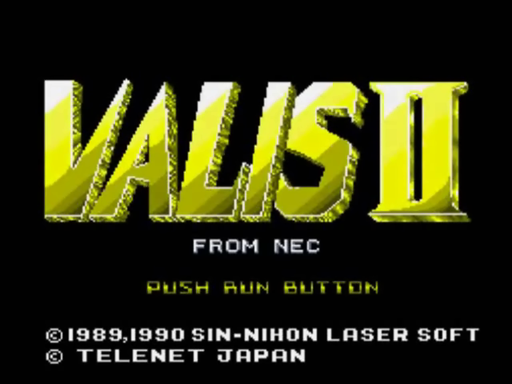 VALIS II
FROM NEC
PUSH RUN BUTTON
©1989,1990 SIN-NIHON LASER SOFT
© TELENET JAPAN